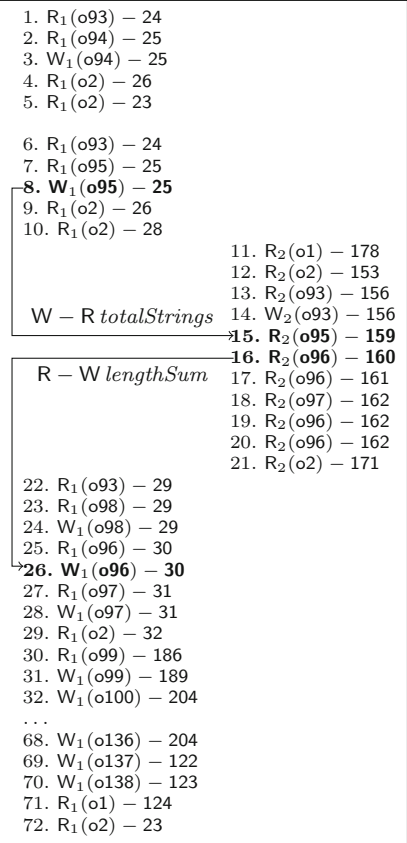 1. R₁(o93) – 24
2. R₁(o94) – 25
3. W₁(o94) – 25
4. R₁(o2) – 26
5. R₁(o2) – 23
6. R₁(o93) – 24
7. R₁(o95) – 25
8. W₁(o95) – 25
9. R₁(o2) – 26
10. R₁(o2) – 28
11. R₂(o1) – 178
12. R₂(o2) – 153
13. R₂(o93) – 156
14. W₂(o93) – 156
W – R totalStrings
15. R₂(o95) – 159
16. R₂(o96) – 160
R – W lengthSum
17. R₂(o96) – 161
18. R₂(o97) – 162
19. R₂(o96) – 162
20. R₂(o96) – 162
21. R₂(o2) – 171
22. R₁(o93) – 29
23. R₁(o98) – 29
24. W₁(o98) – 29
25. R₁(o96) – 30
26. W₁(o96) – 30
27. R₁(o97) – 31
28. W₁(o97) – 31
29. R₁(o2) – 32
30. R₁(o99) – 186
31. W₁(o99) – 189
32. W₁(o100) – 204
...
68. W₁(o136) – 204
69. W₁(o137) – 122
70. W₁(o138) – 123
71. R₁(o1) – 124
72. R₁(o2) – 23